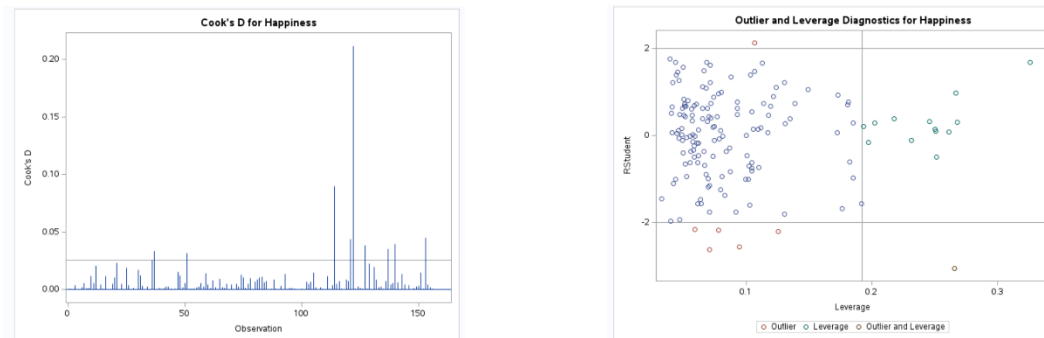 Cook's D for Happiness
Cook's D
0.20
0.15
0.10
0.05
0.00
0
50
100
150
Observation
Outlier and Leverage Diagnostics for Happiness
RStudent
2
0
-2
0.1
0.2
0.3
Leverage
Outlier Leverage Outlier and Leverage